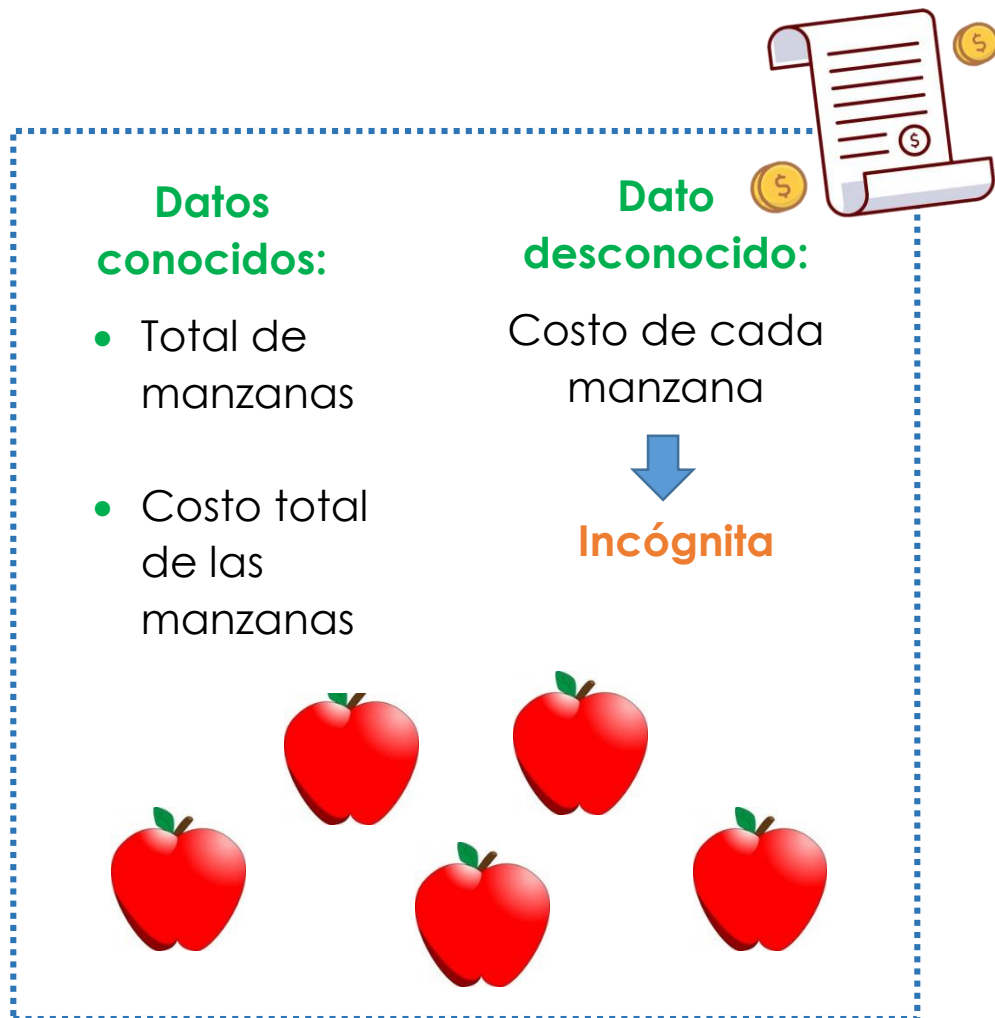 Datos
conocidos:
• Total de
manzanas
• Costo total
de las
manzanas
Dato
desconocido:
Costo de cada
manzana
Incógnita
$
$
$